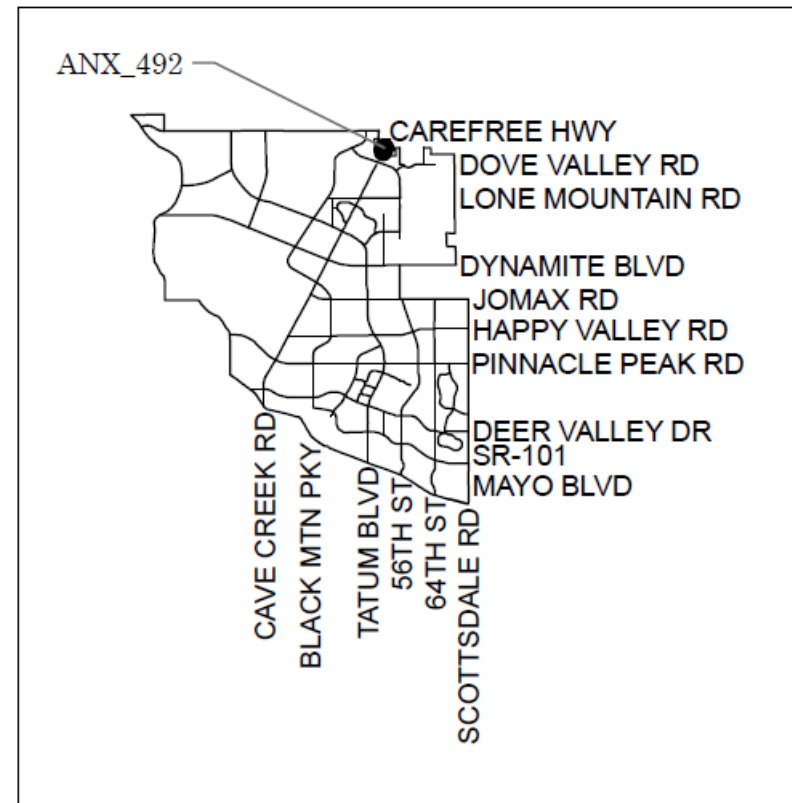 ANX_492
CAREFREE HWY
DOVE VALLEY RD
LONE MOUNTAIN RD
DYNAMITE BLVD
JOMAX RD
HAPPY VALLEY RD
PINNACLE PEAK RD
DEER VALLEY DR
SR-101
MAYO BLVD
CAVE CREEK RD
BLACK MTN PKY
TATUM BLVD
56TH ST
64TH ST
SCOTTSDALE RD